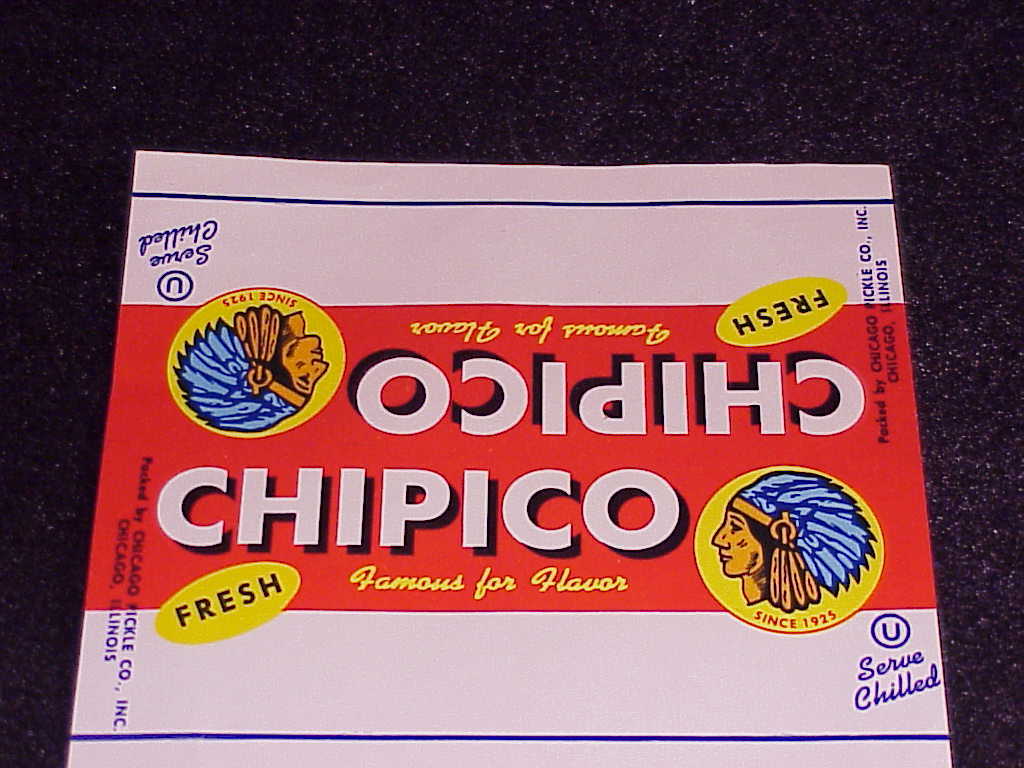 Serve
Chilled
U
SINCE 1925
Famous for Flavor
FRESH
CHIPICO
Packed by CHICAGO PICKLE CO., INC.
CHICAGO, ILLINOIS
CHIPICO
FRESH
Famous for Flavor
SINCE 1925
U
Serve
Chilled
Packed by CHICAGO PICKLE CO., INC.
CHICAGO, ILLINOIS